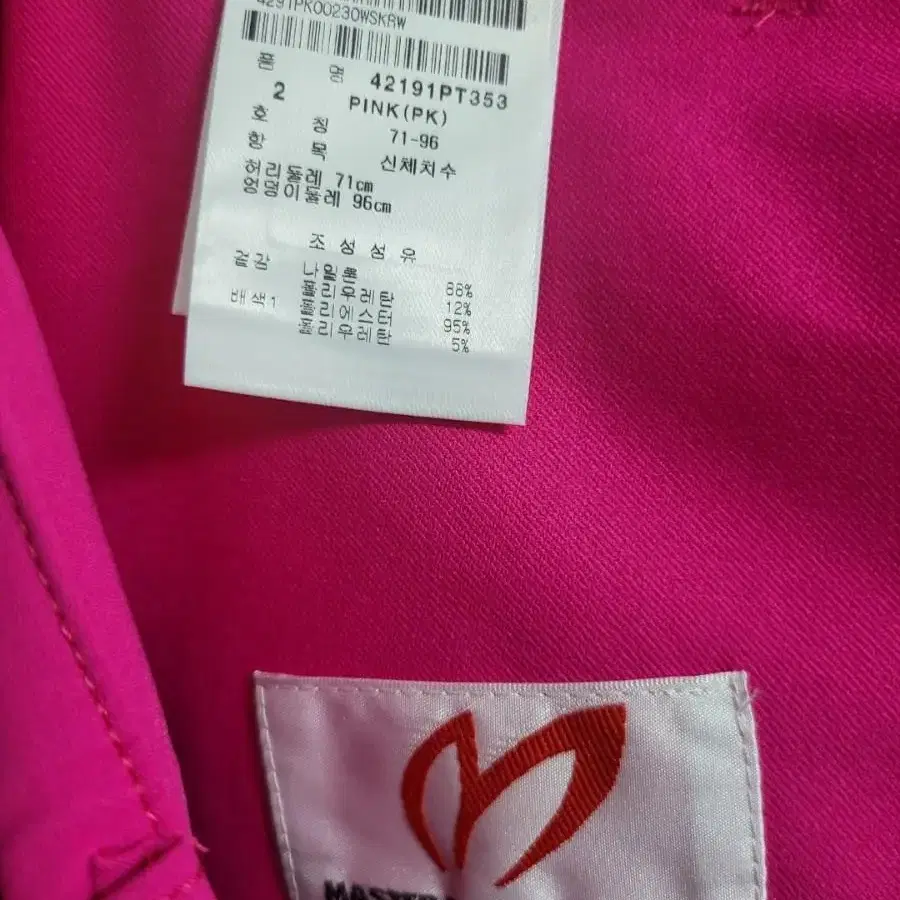 4291PK00230WSKRW
품 명 42191PT353
2 PINK(PK)
호 칭 71-96
항 목 신체치수
허리둘레 71cm
엉덩이둘레 96cm
조 성 섬 유
겉감 나일론 88%
폴리우레탄 12%
배색1 폴리에스터 95%
폴리우레탄 5%